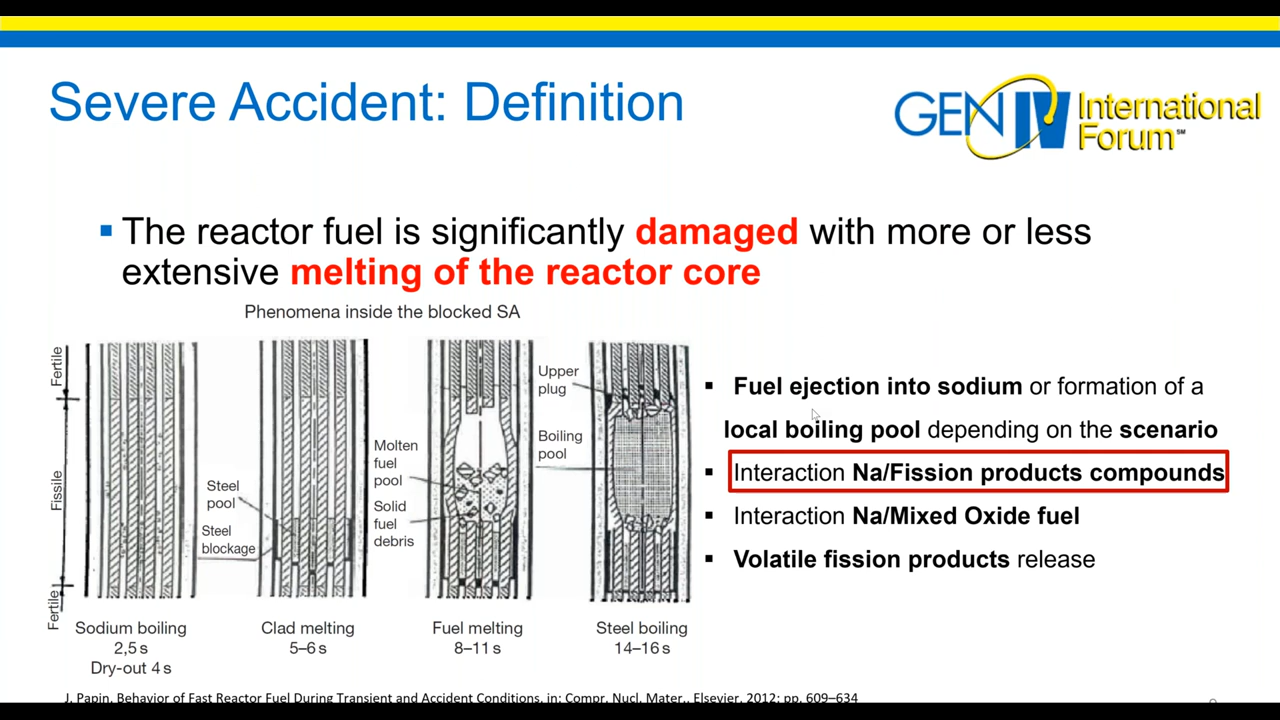 Severe Accident: Definition
GEN IV International
Forum℠
▪ The reactor fuel is significantly damaged with more or less
extensive melting of the reactor core
Phenomena inside the blocked SA
Fertile
Fissile
Fertile
Steel
pool
Steel
blockage
Molten
fuel
pool
Solid
fuel
debris
Upper
plug
Boiling
pool
Sodium boiling
2,5 s
Dry-out 4 s
Clad melting
5–6 s
Fuel melting
8–11 s
Steel boiling
14–16 s
▪ Fuel ejection into sodium or formation of a
local boiling pool depending on the scenario
▪ Interaction Na/Fission products compounds
▪ Interaction Na/Mixed Oxide fuel
▪ Volatile fission products release
J. Papin, Behavior of Fast Reactor Fuel During Transient and Accident Conditions, in: Compr. Nucl. Mater., Elsevier, 2012: pp. 609–634